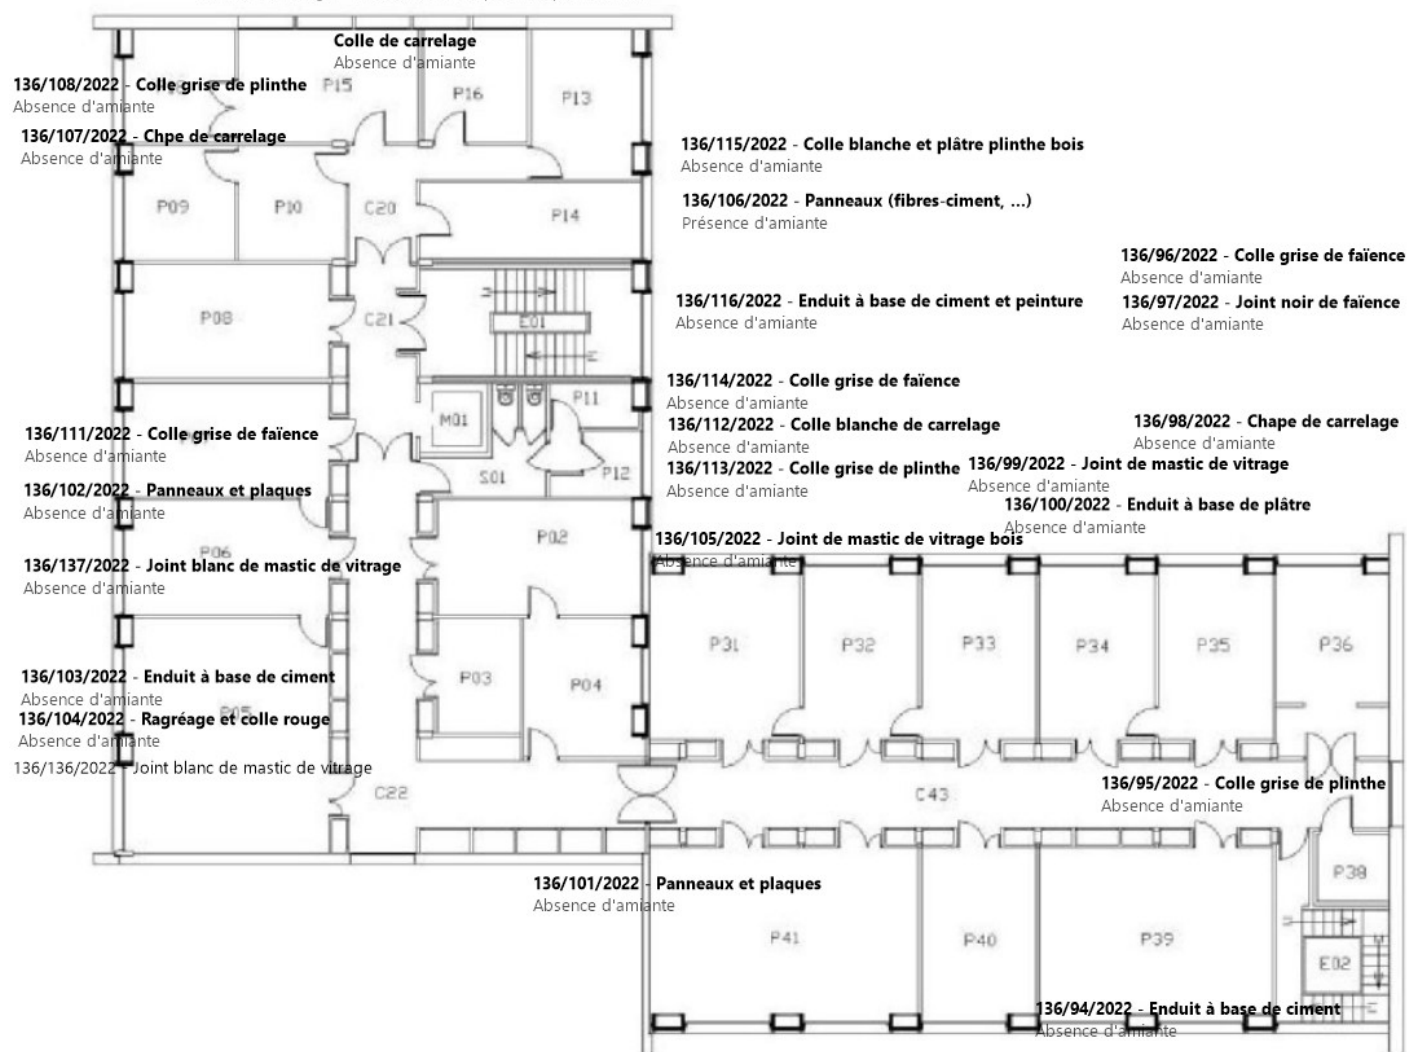 Colle de carrelage
Absence d'amiante
136/108/2022 - Colle grise de plinthe
Absence d'amiante
P15
P16
P13
136/107/2022 - Chpe de carrelage
Absence d'amiante
136/115/2022 - Colle blanche et plâtre plinthe bois
Absence d'amiante
P09
P10
C20
P14
136/106/2022 - Panneaux (fibres-ciment, ...)
Présence d'amiante
136/96/2022 - Colle grise de faïence
Absence d'amiante
136/97/2022 - Joint noir de faïence
Absence d'amiante
P08
C21
E01
136/116/2022 - Enduit à base de ciment et peinture
Absence d'amiante
136/114/2022 - Colle grise de faïence
Absence d'amiante
M01
P11
136/112/2022 - Colle blanche de carrelage
Absence d'amiante
136/98/2022 - Chape de carrelage
Absence d'amiante
136/111/2022 - Colle grise de faïence
Absence d'amiante
S01
P12
136/113/2022 - Colle grise de plinthe
Absence d'amiante
136/99/2022 - Joint de mastic de vitrage
Absence d'amiante
136/102/2022 - Panneaux et plaques
Absence d'amiante
136/100/2022 - Enduit à base de plâtre
Absence d'amiante
P06
P02
136/105/2022 - Joint de mastic de vitrage bois
Absence d'amiante
136/137/2022 - Joint blanc de mastic de vitrage
Absence d'amiante
P31
P32
P33
P34
P35
P36
136/103/2022 - Enduit à base de ciment
Absence d'amiante
P03
P04
P05
136/104/2022 - Ragréage et colle rouge
Absence d'amiante
136/136/2022 - Joint blanc de mastic de vitrage
C22
C43
136/95/2022 - Colle grise de plinthe
Absence d'amiante
P38
136/101/2022 - Panneaux et plaques
Absence d'amiante
P41
P40
P39
E02
136/94/2022 - Enduit à base de ciment
Absence d'amiante